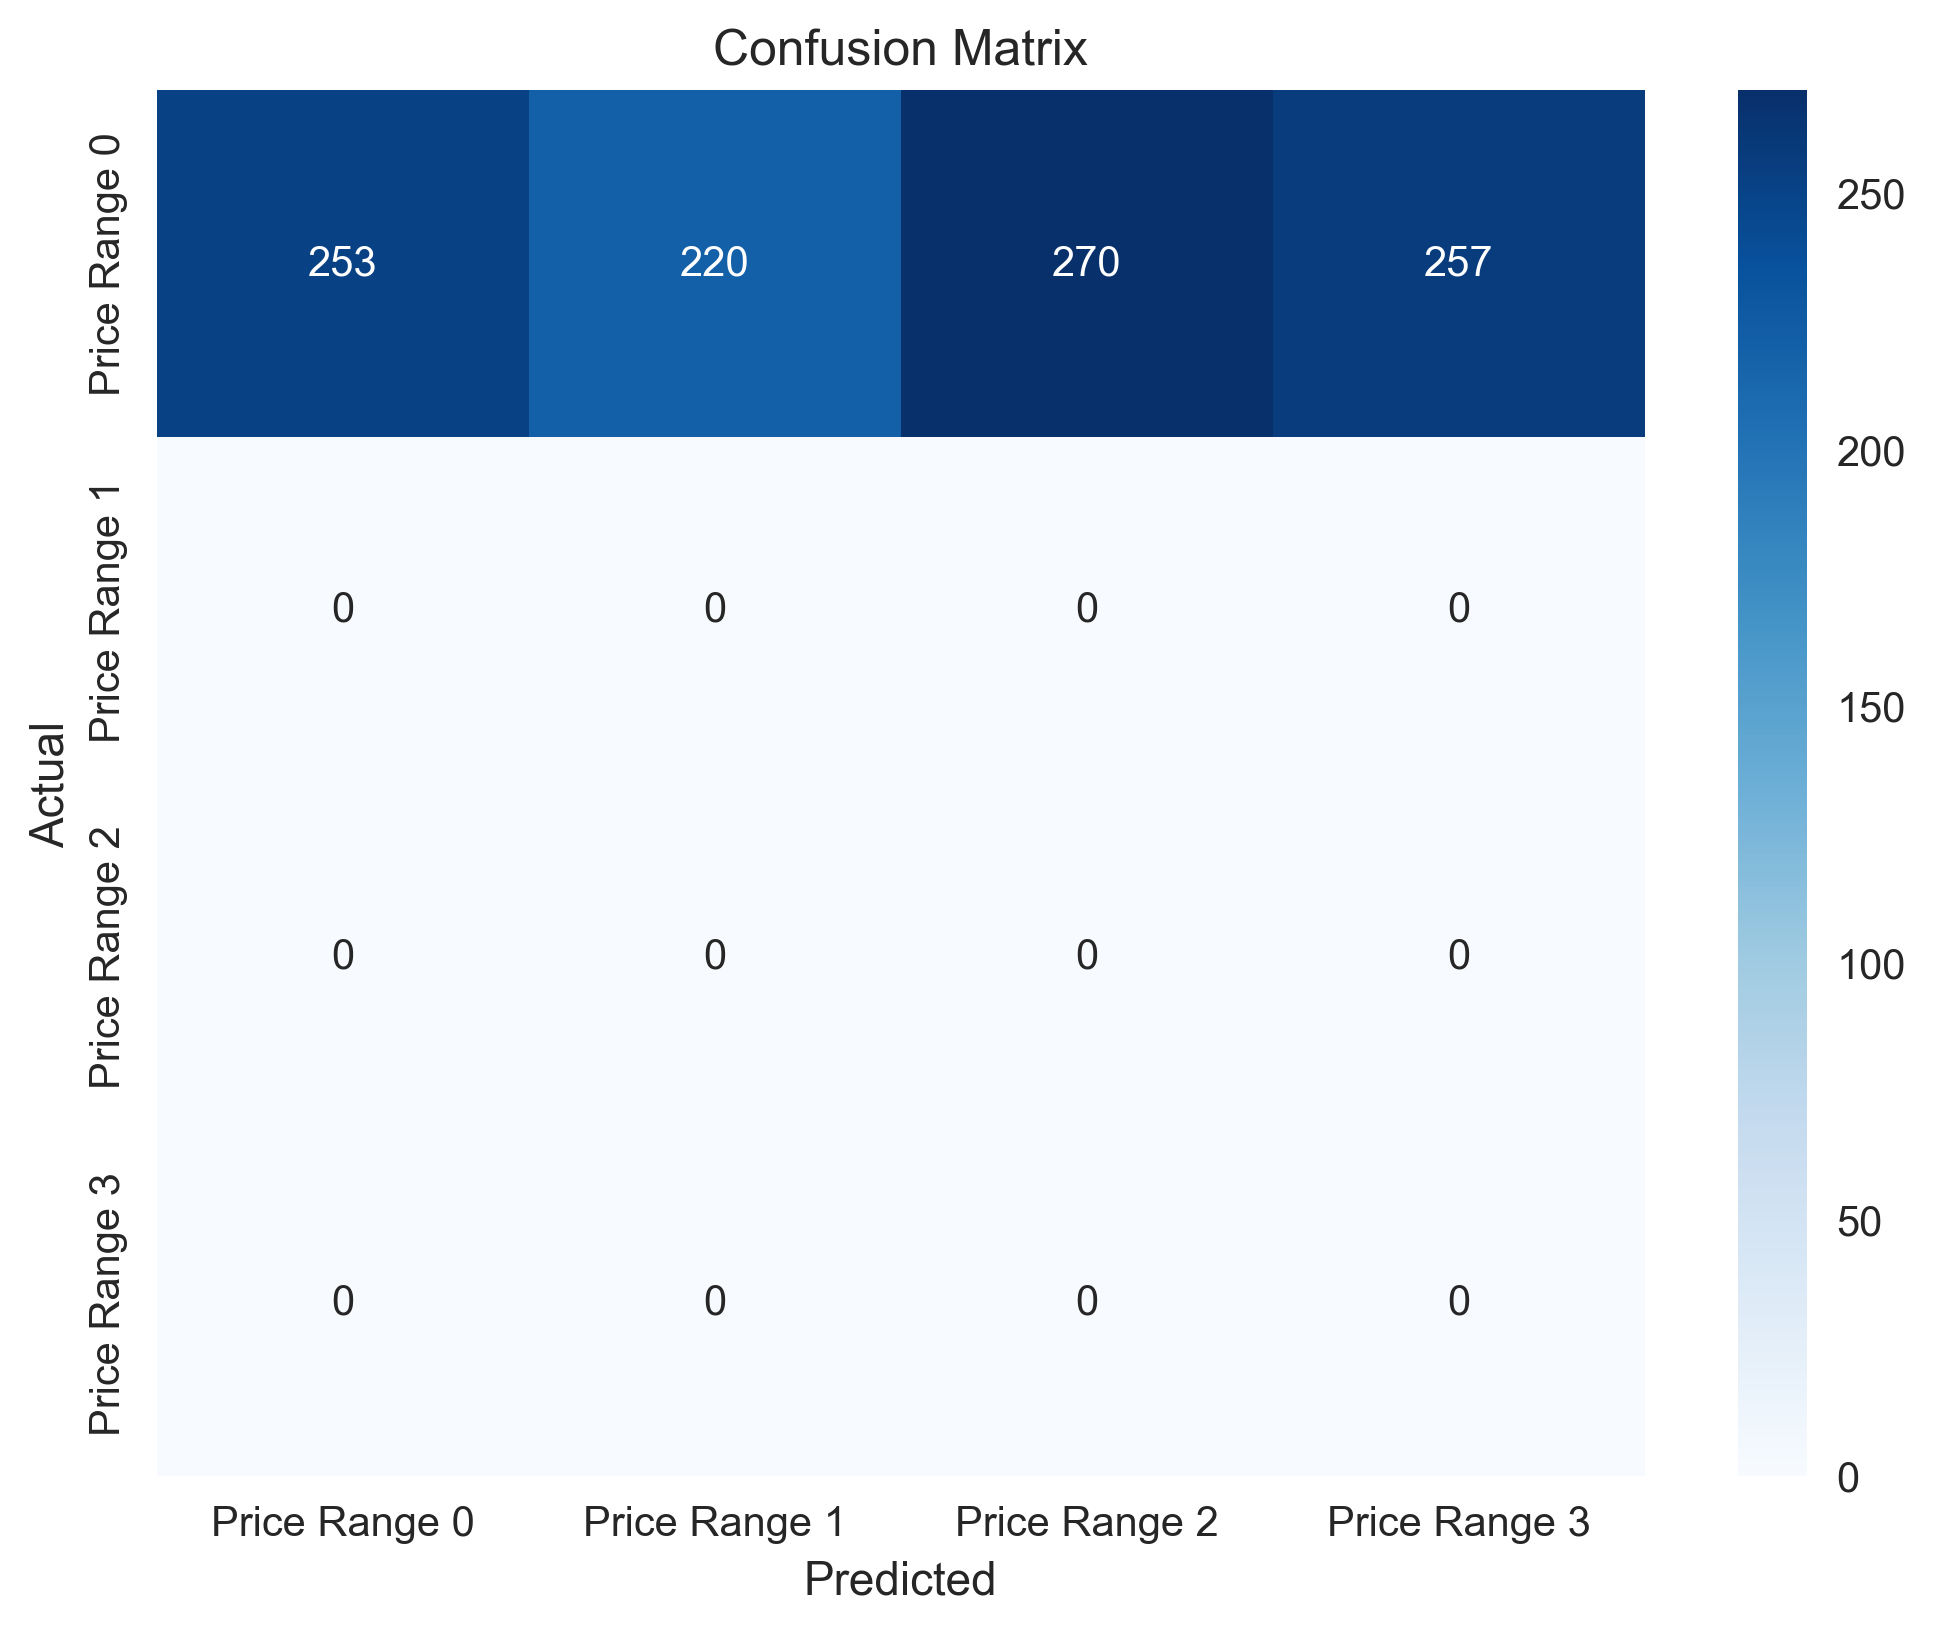 Confusion Matrix
Price Range 0
253 220 270 257
Price Range 1
0 0 0 0
Price Range 2
0 0 0 0
Price Range 3
0 0 0 0
Actual
Price Range 0 Price Range 1 Price Range 2 Price Range 3
Predicted
250
200
150
100
50
0